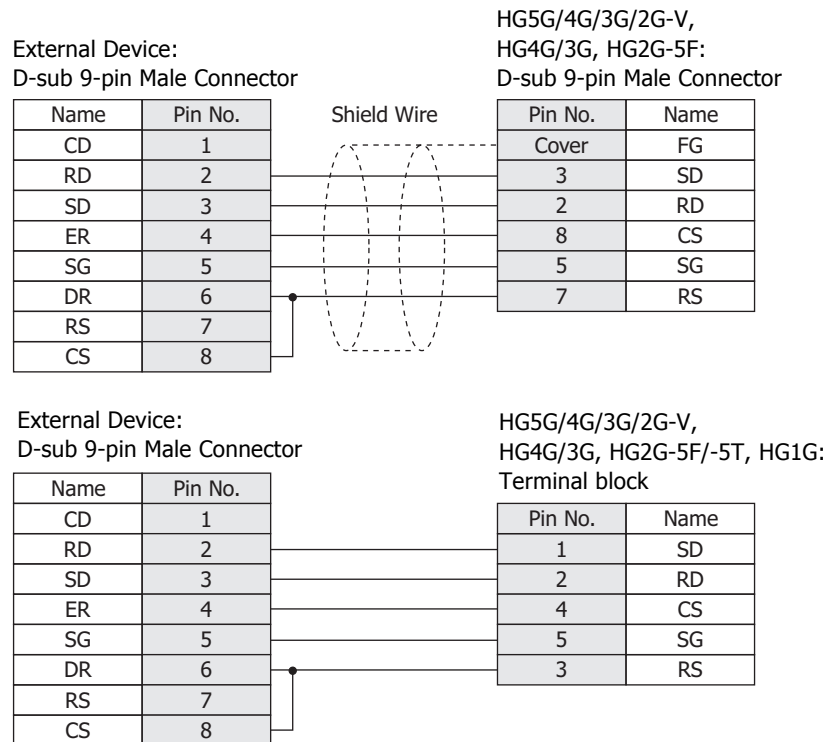 External Device:
D-sub 9-pin Male Connector
HG5G/4G/3G/2G-V,
HG4G/3G, HG2G-5F:
D-sub 9-pin Male Connector
Name Pin No. Shield Wire Pin No. Name
CD 1 Cover FG
RD 2 3 SD
SD 3 2 RD
ER 4 8 CS
SG 5 5 SG
DR 6 7 RS
RS 7
CS 8
External Device:
D-sub 9-pin Male Connector
HG5G/4G/3G/2G-V,
HG4G/3G, HG2G-5F/-5T, HG1G:
Terminal block
Name Pin No.
CD 1 Pin No. Name
RD 2 1 SD
SD 3 2 RD
ER 4 4 CS
SG 5 5 SG
DR 6 3 RS
RS 7
CS 8